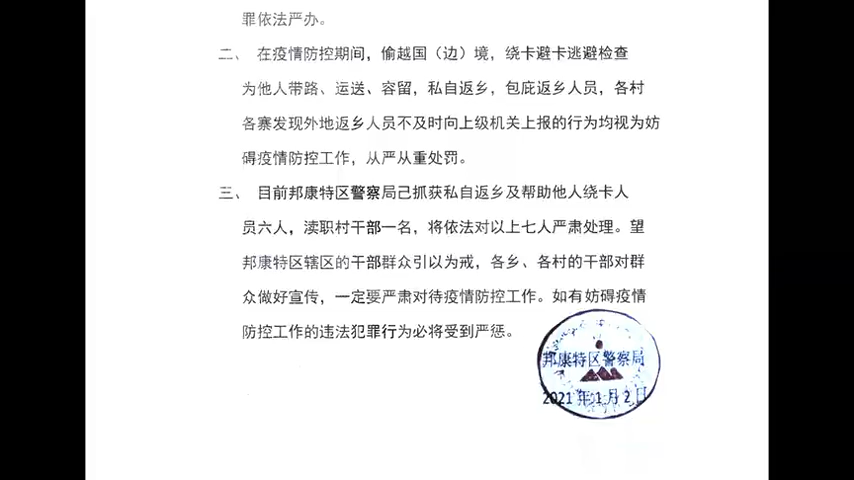 罪依法严办。
二、 在疫情防控期间，偷越国（边）境，绕卡避卡逃避检查
为他人带路、运送、容留，私自返乡，包庇返乡人员，各村
各寨发现外地返乡人员不及时向上级机关上报的行为均视为妨
碍疫情防控工作，从严从重处罚。
三、 目前邦康特区警察局己抓获私自返乡及帮助他人绕卡人
员六人，渎职村干部一名，将依法对以上七人严肃处理。望
邦康特区辖区的干部群众引以为戒，各乡、各村的干部对群
众做好宣传，一定要严肃对待疫情防控工作。如有妨碍疫情
防控工作的违法犯罪行为必将受到严惩。
邦康特区警察局
2021 年 1 月 2 日